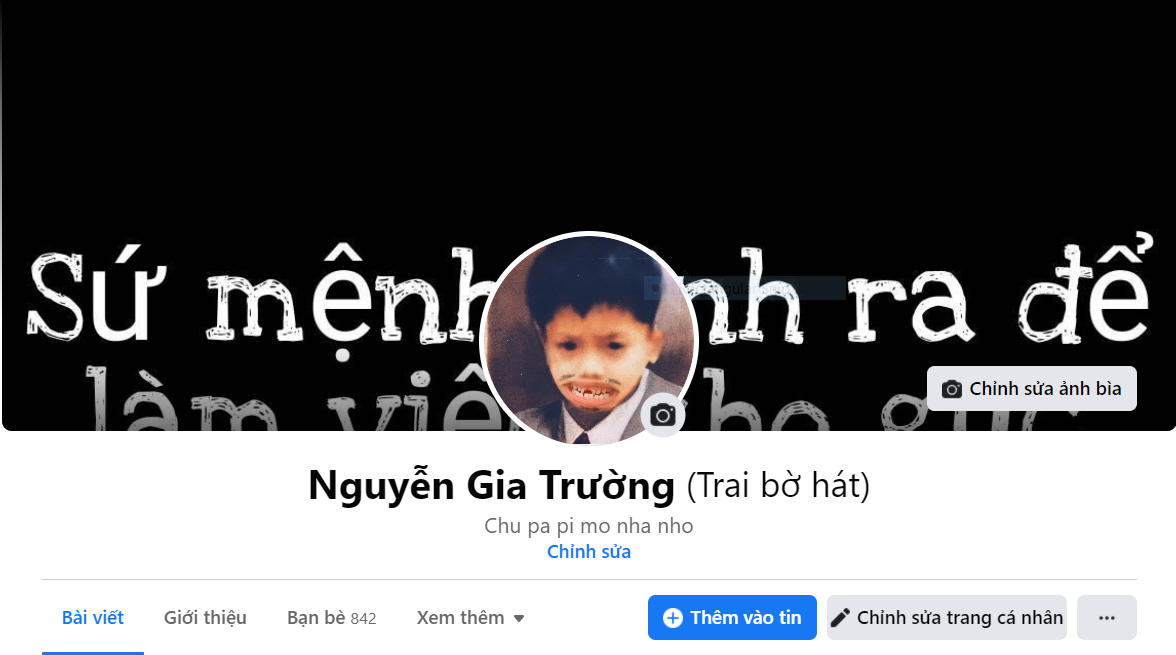 Sứ mệnh nh ra để
làm việ ho
Chỉnh sửa ảnh bìa
Nguyễn Gia Trường (Trai bờ hát)
Chu pa pi mo nha nho
Chỉnh sửa
Bài viết Giới thiệu Bạn bè 842 Xem thêm Thêm vào tin Chỉnh sửa trang cá nhân